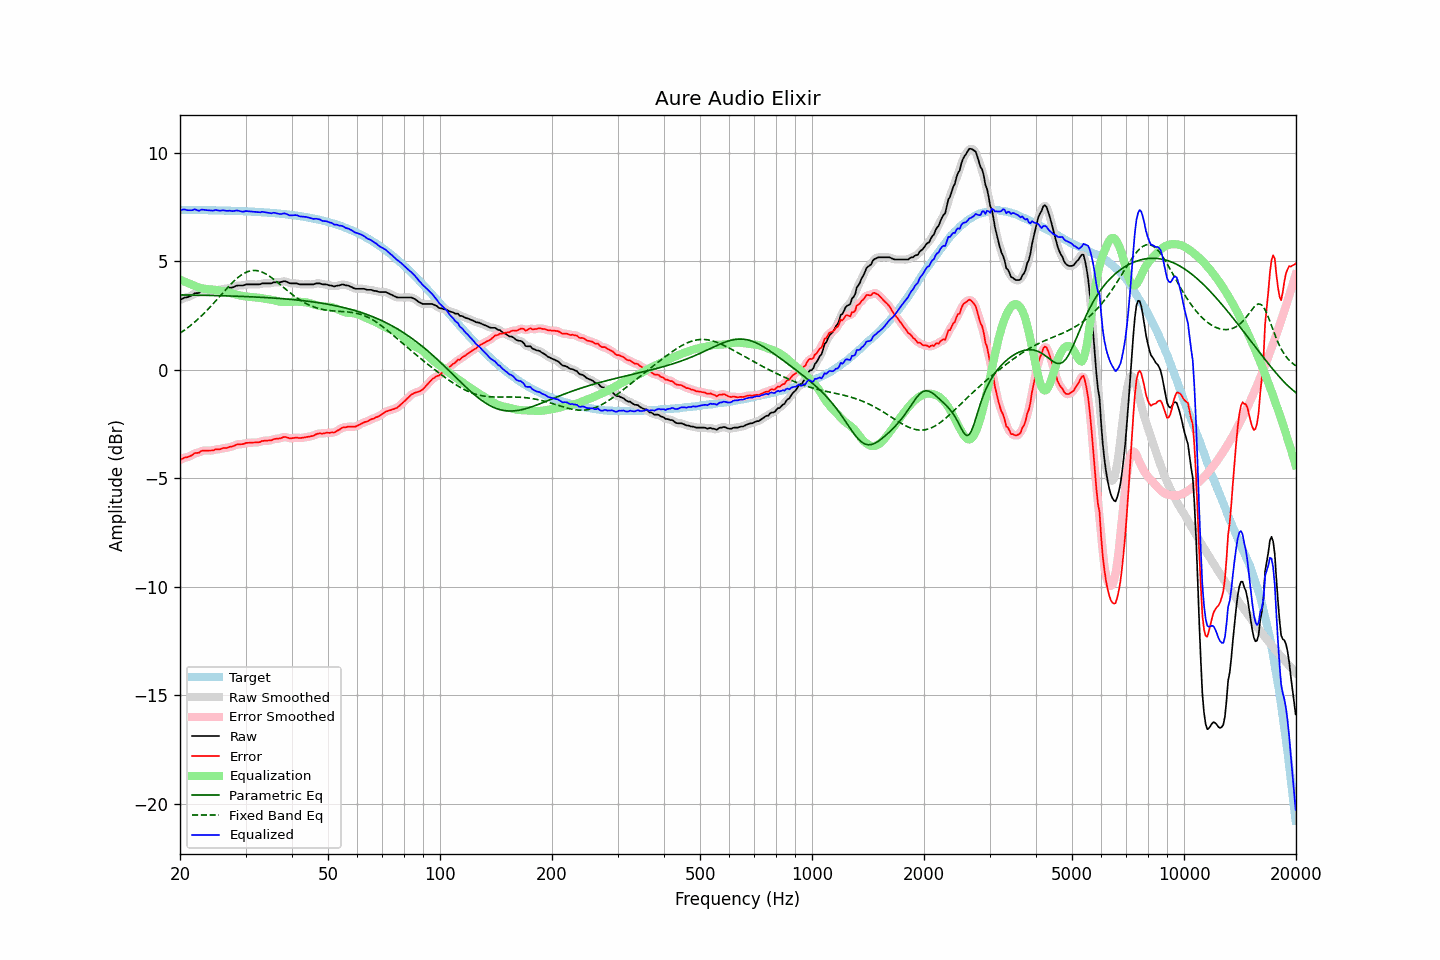 Aure Audio Elixir
Amplitude (dBr)
10
5
0
−5
−10
−15
−20
Target
Raw Smoothed
Error Smoothed
Raw
Error
Equalization
Parametric Eq
Fixed Band Eq
Equalized
20 50 100 200 500 1000 2000 5000 10000 20000
Frequency (Hz)